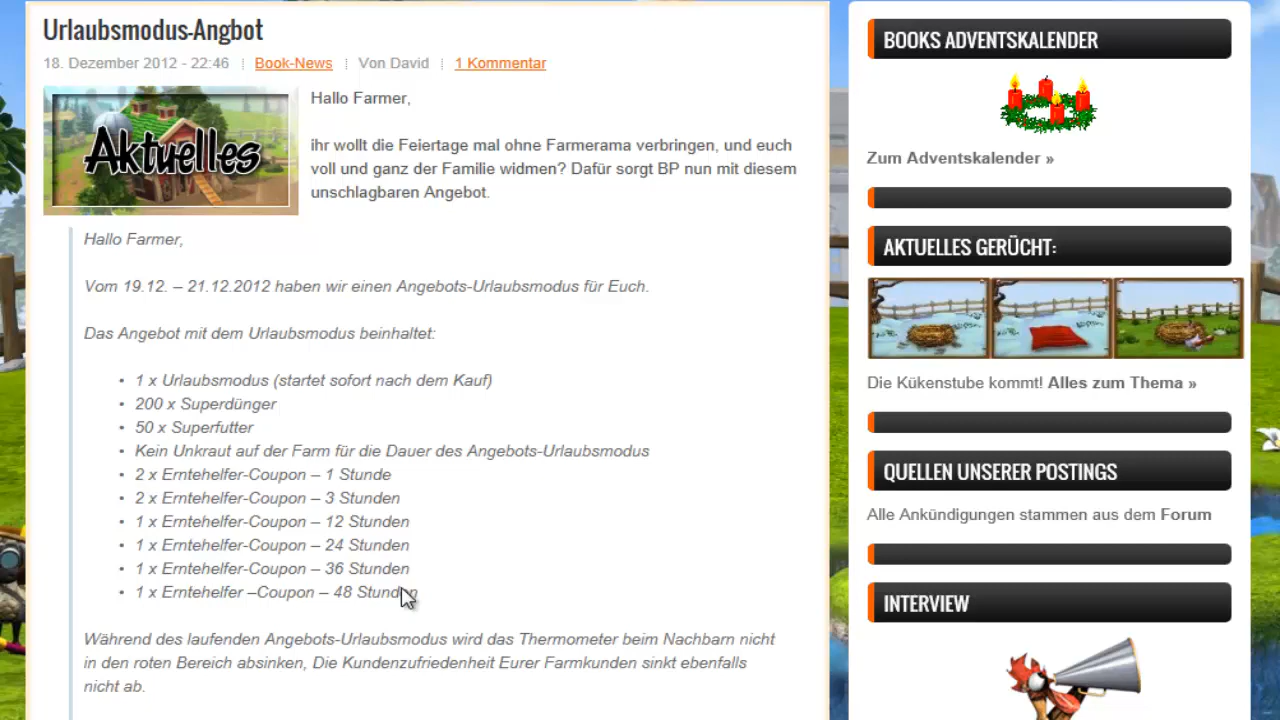 Urlaubsmodus-Angbot
18. Dezember 2012 - 22:46 Book-News Von David 1 Kommentar
Aktuelles
Hallo Farmer,
ihr wollt die Feiertage mal ohne Farmerama verbringen, und euch
voll und ganz der Familie widmen? Dafür sorgt BP nun mit diesem
unschlagbaren Angebot.
Hallo Farmer,
Vom 19.12. – 21.12.2012 haben wir einen Angebots-Urlaubsmodus für Euch.
Das Angebot mit dem Urlaubsmodus beinhaltet:
• 1 x Urlaubsmodus (startet sofort nach dem Kauf)
• 200 x Superdünger
• 50 x Superfutter
• Kein Unkraut auf der Farm für die Dauer des Angebots-Urlaubsmodus
• 2 x Erntehelfer-Coupon – 1 Stunde
• 2 x Erntehelfer-Coupon – 3 Stunden
• 1 x Erntehelfer-Coupon – 12 Stunden
• 1 x Erntehelfer-Coupon – 24 Stunden
• 1 x Erntehelfer-Coupon – 36 Stunden
• 1 x Erntehelfer –Coupon – 48 Stunden
Während des laufenden Angebots-Urlaubsmodus wird das Thermometer beim Nachbarn nicht
in den roten Bereich absinken, Die Kundenzufriedenheit Eurer Farmkunden sinkt ebenfalls
nicht ab.
BOOKS ADVENTSKALENDER
Zum Adventskalender »
AKTUELLES GERÜCHT:
Die Kükenstube kommt! Alles zum Thema »
QUELLEN UNSERER POSTINGS
Alle Ankündigungen stammen aus dem Forum
INTERVIEW